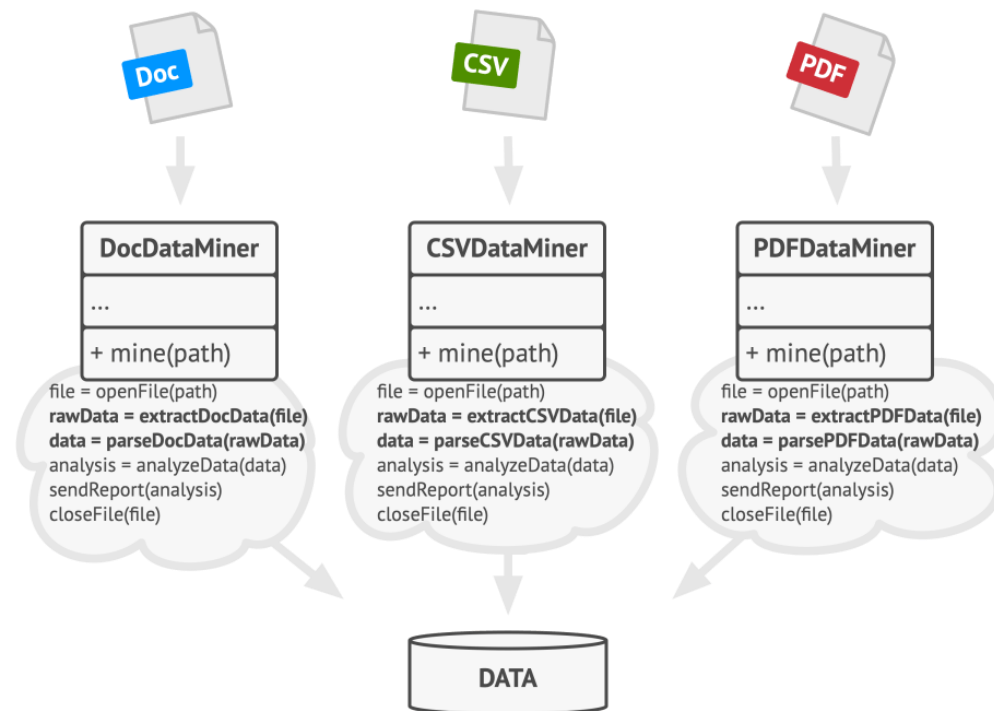 Doc
CSV
PDF
DocDataMiner
...
+ mine(path)
file = openFile(path)
rawData = extractDocData(file)
data = parseDocData(rawData)
analysis = analyzeData(data)
sendReport(analysis)
closeFile(file)
CSVDataMiner
...
+ mine(path)
file = openFile(path)
rawData = extractCSVData(file)
data = parseCSVData(rawData)
analysis = analyzeData(data)
sendReport(analysis)
closeFile(file)
PDFDataMiner
...
+ mine(path)
file = openFile(path)
rawData = extractPDFData(file)
data = parsePDFData(rawData)
analysis = analyzeData(data)
sendReport(analysis)
closeFile(file)
DATA